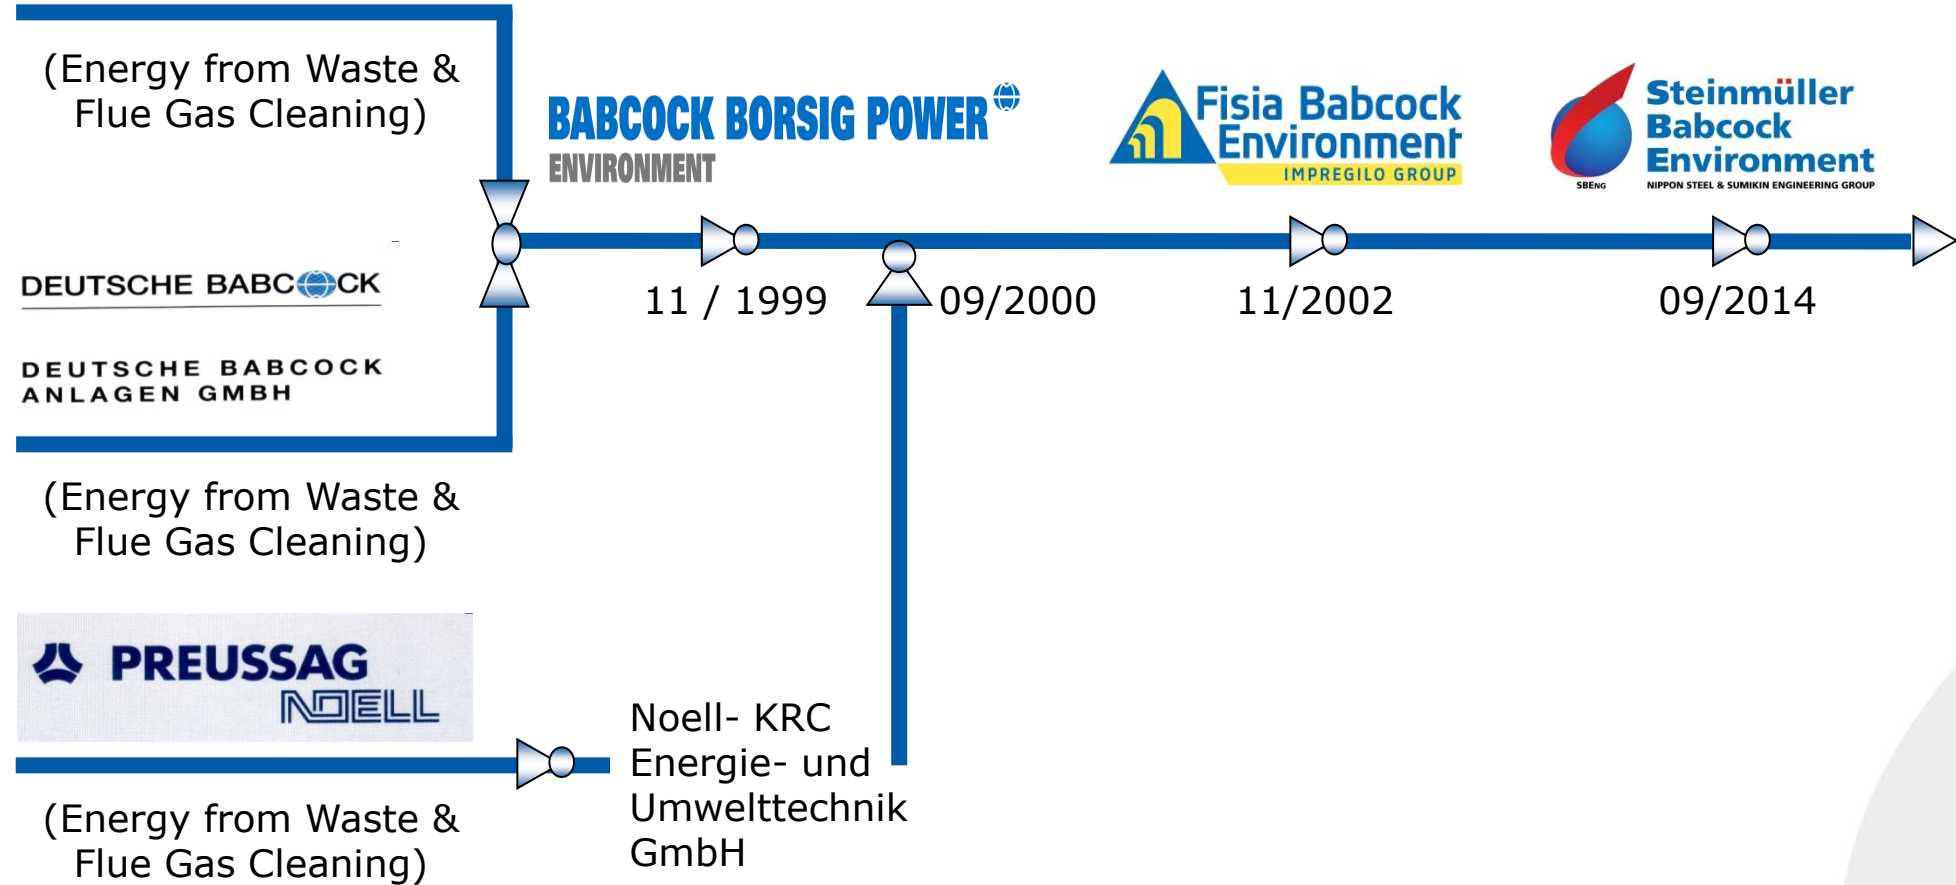 (Energy from Waste &
Flue Gas Cleaning)
BABCOCK BORSIG POWER
ENVIRONMENT
Fisia Babcock
Environment
IMPREGILO GROUP
Steinmüller
Babcock
Environment
SBENG
NIPPON STEEL & SUMIKIN ENGINEERING GROUP
DEUTSCHE BABCOCK
DEUTSCHE BABCOCK
ANLAGEN GMBH
11 / 1999
09/2000
11/2002
09/2014
(Energy from Waste &
Flue Gas Cleaning)
PREUSSAG
NOELL
Noell- KRC
Energie- und
Umwelttechnik
GmbH
(Energy from Waste &
Flue Gas Cleaning)